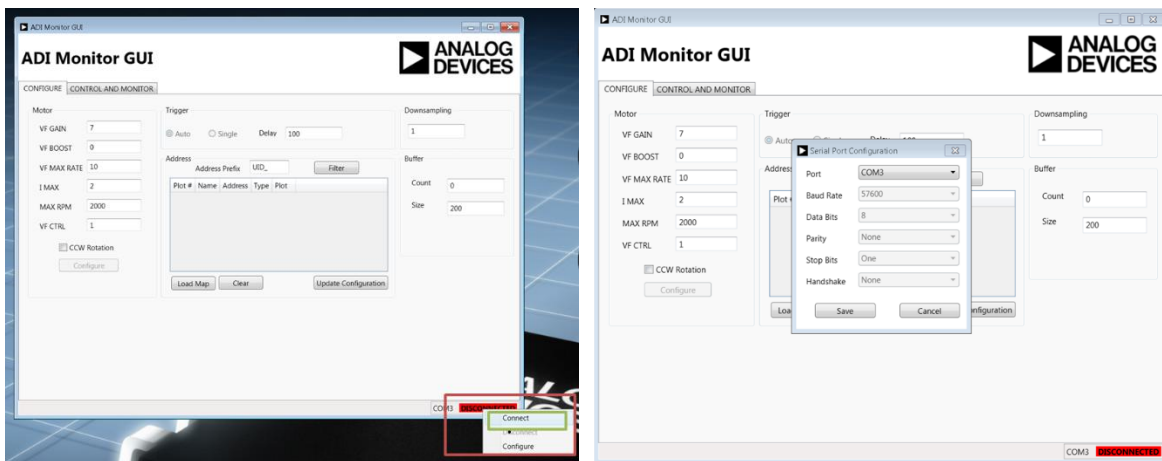 ADI Monitor GUI
ADI Monitor GUI
ANALOG
DEVICES
CONFIGURE CONTROL AND MONITOR
Motor
VF GAIN 7
VF BOOST 0
VF MAX RATE 10
I MAX 2
MAX RPM 2000
VF CTRL 1
CCW Rotation
Configure
Trigger
Auto Single Delay 100
Address
Address Prefix UID_ Filter
Plot # Name Address Type Plot
Load Map Clear Update Configuration
Downsampling
1
Buffer
Count 0
Size 200
COM3 DISCONNECTED
Connect
Configure
ADI Monitor GUI
ADI Monitor GUI
ANALOG
DEVICES
CONFIGURE CONTROL AND MONITOR
Motor
VF GAIN 7
VF BOOST 0
VF MAX RATE 10
I MAX 2
MAX RPM 2000
VF CTRL 1
CCW Rotation
Configure
Trigger
Serial Port Configuration
Port COM3
Baud Rate 57600
Data Bits 8
Parity None
Stop Bits One
Handshake None
Save Cancel
Downsampling
1
Buffer
Count 0
Size 200
COM3 DISCONNECTED